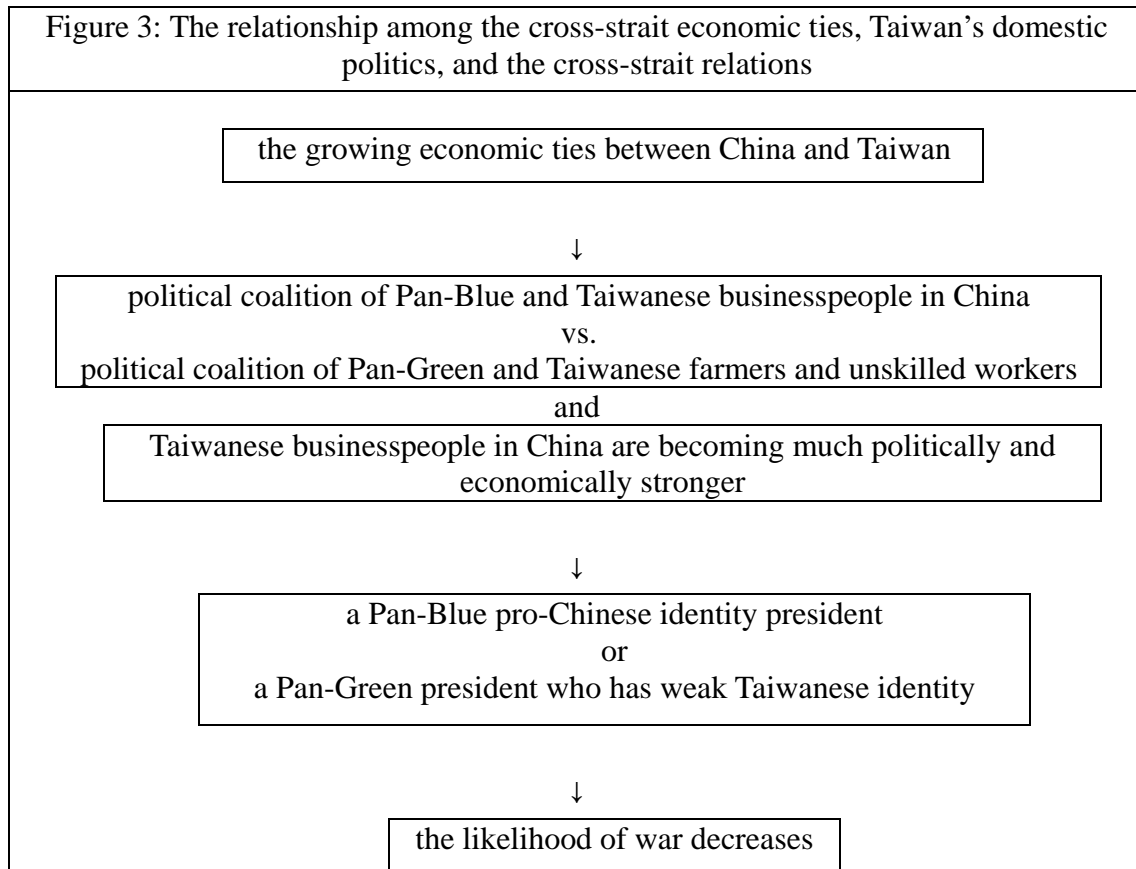 Figure 3: The relationship among the cross-strait economic ties, Taiwan's domestic
politics, and the cross-strait relations
the growing economic ties between China and Taiwan
↓
political coalition of Pan-Blue and Taiwanese businesspeople in China
vs.
political coalition of Pan-Green and Taiwanese farmers and unskilled workers
and
Taiwanese businesspeople in China are becoming much politically and
economically stronger
↓
a Pan-Blue pro-Chinese identity president
or
a Pan-Green president who has weak Taiwanese identity
↓
the likelihood of war decreases